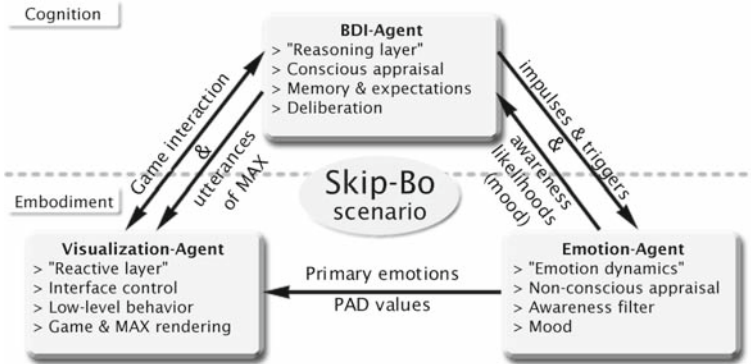 Cognition
BDI-Agent
> "Reasoning layer"
> Conscious appraisal
> Memory & expectations
> Deliberation
Game interaction
&
utterances
of MAX
impulses & triggers
&
awareness
likelihoods
(mood)
Skip-Bo
scenario
Embodiment
Visualization-Agent
> "Reactive layer"
> Interface control
> Low-level behavior
> Game & MAX rendering
Primary emotions
PAD values
Emotion-Agent
> "Emotion dynamics"
> Non-conscious appraisal
> Awareness filter
> Mood